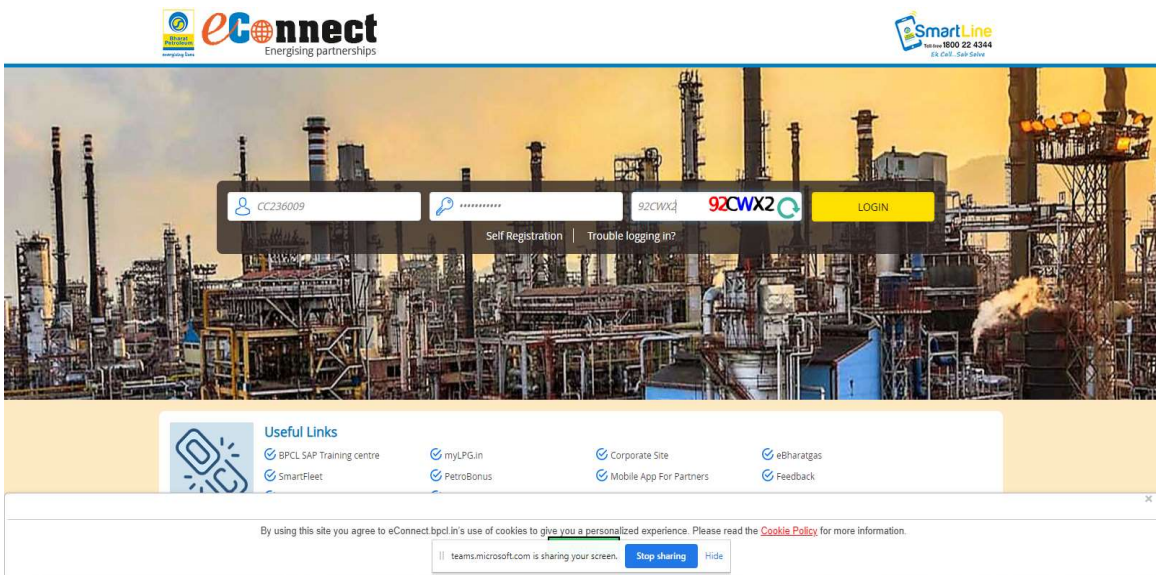 Bharat
Petroleum
energising lives
eConnect
Energising partnerships
SmartLine
Toll-free 1800 22 4344
Ek Call...Sab Solve
CC236009
92CWX2
92CWX2
LOGIN
Self Registration
Trouble logging in?
Useful Links
BPCL SAP Training centre
myLPG.in
Corporate Site
eBharatgas
SmartFleet
PetroBonus
Mobile App For Partners
Feedback
By using this site you agree to eConnect.bpcl.in's use of cookies to give you a personalized experience. Please read the Cookie Policy for more information.
teams.microsoft.com is sharing your screen.
Stop sharing
Hide